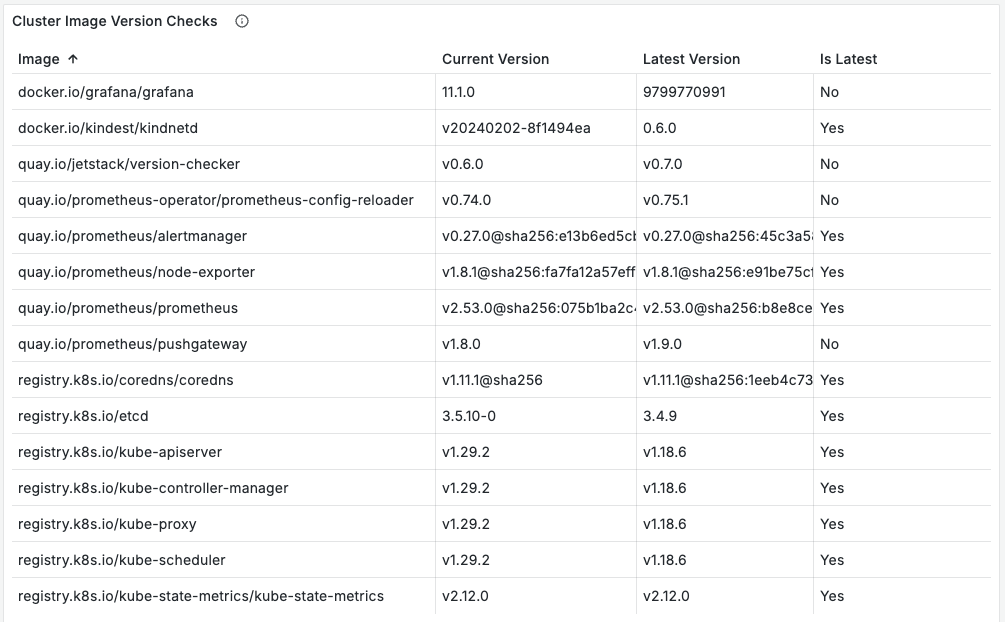 Cluster Image Version Checks
Image ↑ Current Version Latest Version Is Latest
docker.io/grafana/grafana 11.1.0 9799770991 No
docker.io/kindest/kindnetd v20240202-8f1494ea 0.6.0 Yes
quay.io/jetstack/version-checker v0.6.0 v0.7.0 No
quay.io/prometheus-operator/prometheus-config-reloader v0.74.0 v0.75.1 No
quay.io/prometheus/alertmanager v0.27.0@sha256:e13b6ed5cb v0.27.0@sha256:45c3a58 Yes
quay.io/prometheus/node-exporter v1.8.1@sha256:fa7fa12a57eff v1.8.1@sha256:e91be75cf Yes
quay.io/prometheus/prometheus v2.53.0@sha256:075b1ba2c4 v2.53.0@sha256:b8e8ce Yes
quay.io/prometheus/pushgateway v1.8.0 v1.9.0 No
registry.k8s.io/coredns/coredns v1.11.1@sha256 v1.11.1@sha256:1eeb4c73 Yes
registry.k8s.io/etcd 3.5.10-0 3.4.9 Yes
registry.k8s.io/kube-apiserver v1.29.2 v1.18.6 Yes
registry.k8s.io/kube-controller-manager v1.29.2 v1.18.6 Yes
registry.k8s.io/kube-proxy v1.29.2 v1.18.6 Yes
registry.k8s.io/kube-scheduler v1.29.2 v1.18.6 Yes
registry.k8s.io/kube-state-metrics/kube-state-metrics v2.12.0 v2.12.0 Yes